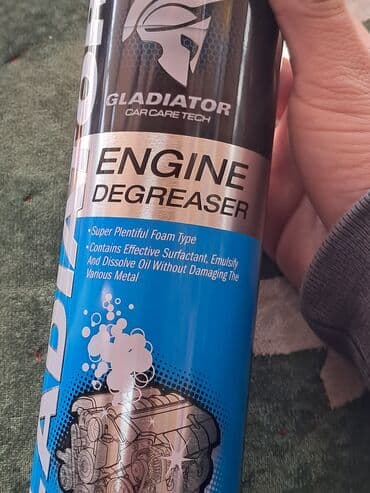 GLADIATOR
CAR CARE TECH
ENGINE
DEGREASER
•Super Plentiful Foam Type
•Contains Effective Surfactant, Emulsify
And Dissolve Oil Without Damaging The
Various Metal